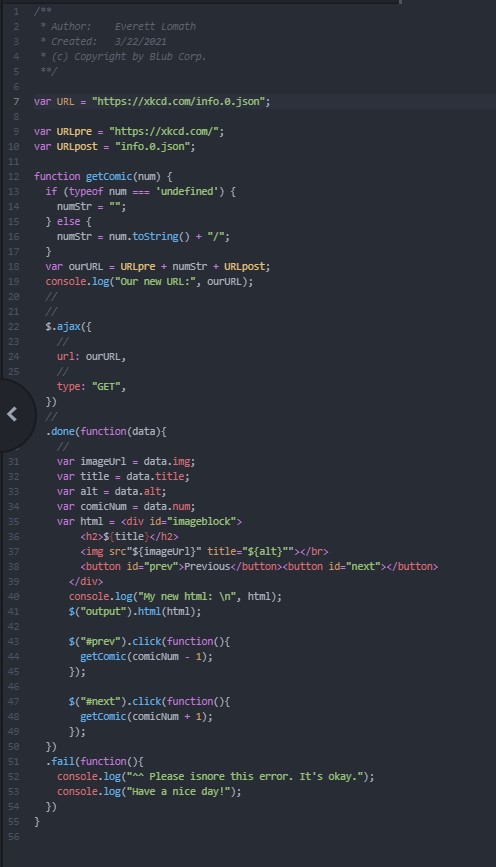 1 /**
2  * Author:    Everett Lomath
3  * Created:   3/22/2021
4  * (c) Copyright by Blub Corp.
5  **/
6
7 var URL = "https://xkcd.com/info.0.json";
8
9 var URLpre = "https://xkcd.com/";
10 var URLpost = "info.0.json";
11
12 function getComic(num) {
13   if (typeof num === 'undefined') {
14     numStr = "";
15   } else {
16     numStr = num.toString() + "/";
17   }
18   var ourURL = URLpre + numStr + URLpost;
19   console.log("Our new URL:", ourURL);
20   //
21   //
22   $.ajax({
23     //
24     url: ourURL,
25     //
    type: "GET",
  })
  //
  .done(function(data){
    //
31     var imageUrl = data.img;
32     var title = data.title;
33     var alt = data.alt;
34     var comicNum = data.num;
35     var html = <div id="imageblock">
36         <h2>${title}</h2>
37         <img src"${imageUrl}" title="${alt}""></br>
38         <button id="prev">Previous</button><button id="next"></button>
39       </div>
40       console.log("My new html: \n", html);
41       $("output").html(html);
42
43       $("#prev").click(function(){
44         getComic(comicNum - 1);
45       });
46
47       $("#next").click(function(){
48         getComic(comicNum + 1);
49       });
50   })
51   .fail(function(){
52     console.log("^^ Please isnore this error. It's okay.");
53     console.log("Have a nice day!");
54   })
55 }
56